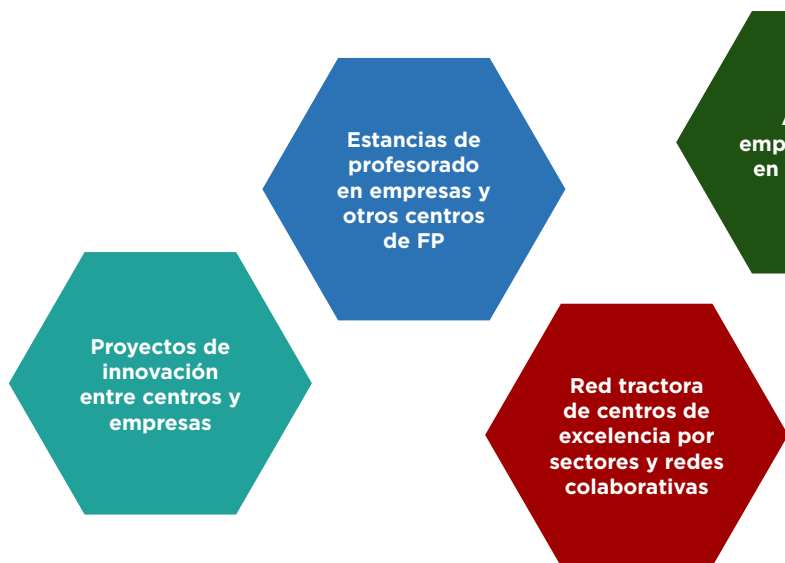 Estancias de
profesorado
en empresas y
otros centros
de FP
en
Proyectos de
innovación
entre centros y
empresas
Red tractora
de centros de
excelencia por
sectores y redes
colaborativas